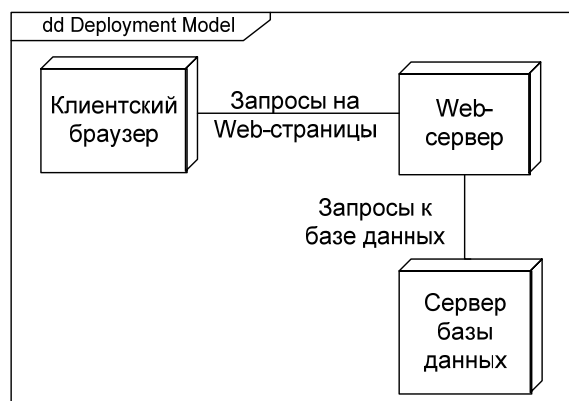 dd Deployment Model
Клиентский
браузер
Запросы на
Web-страницы
Web-
сервер
Запросы к
базе данных
Сервер
базы
данных